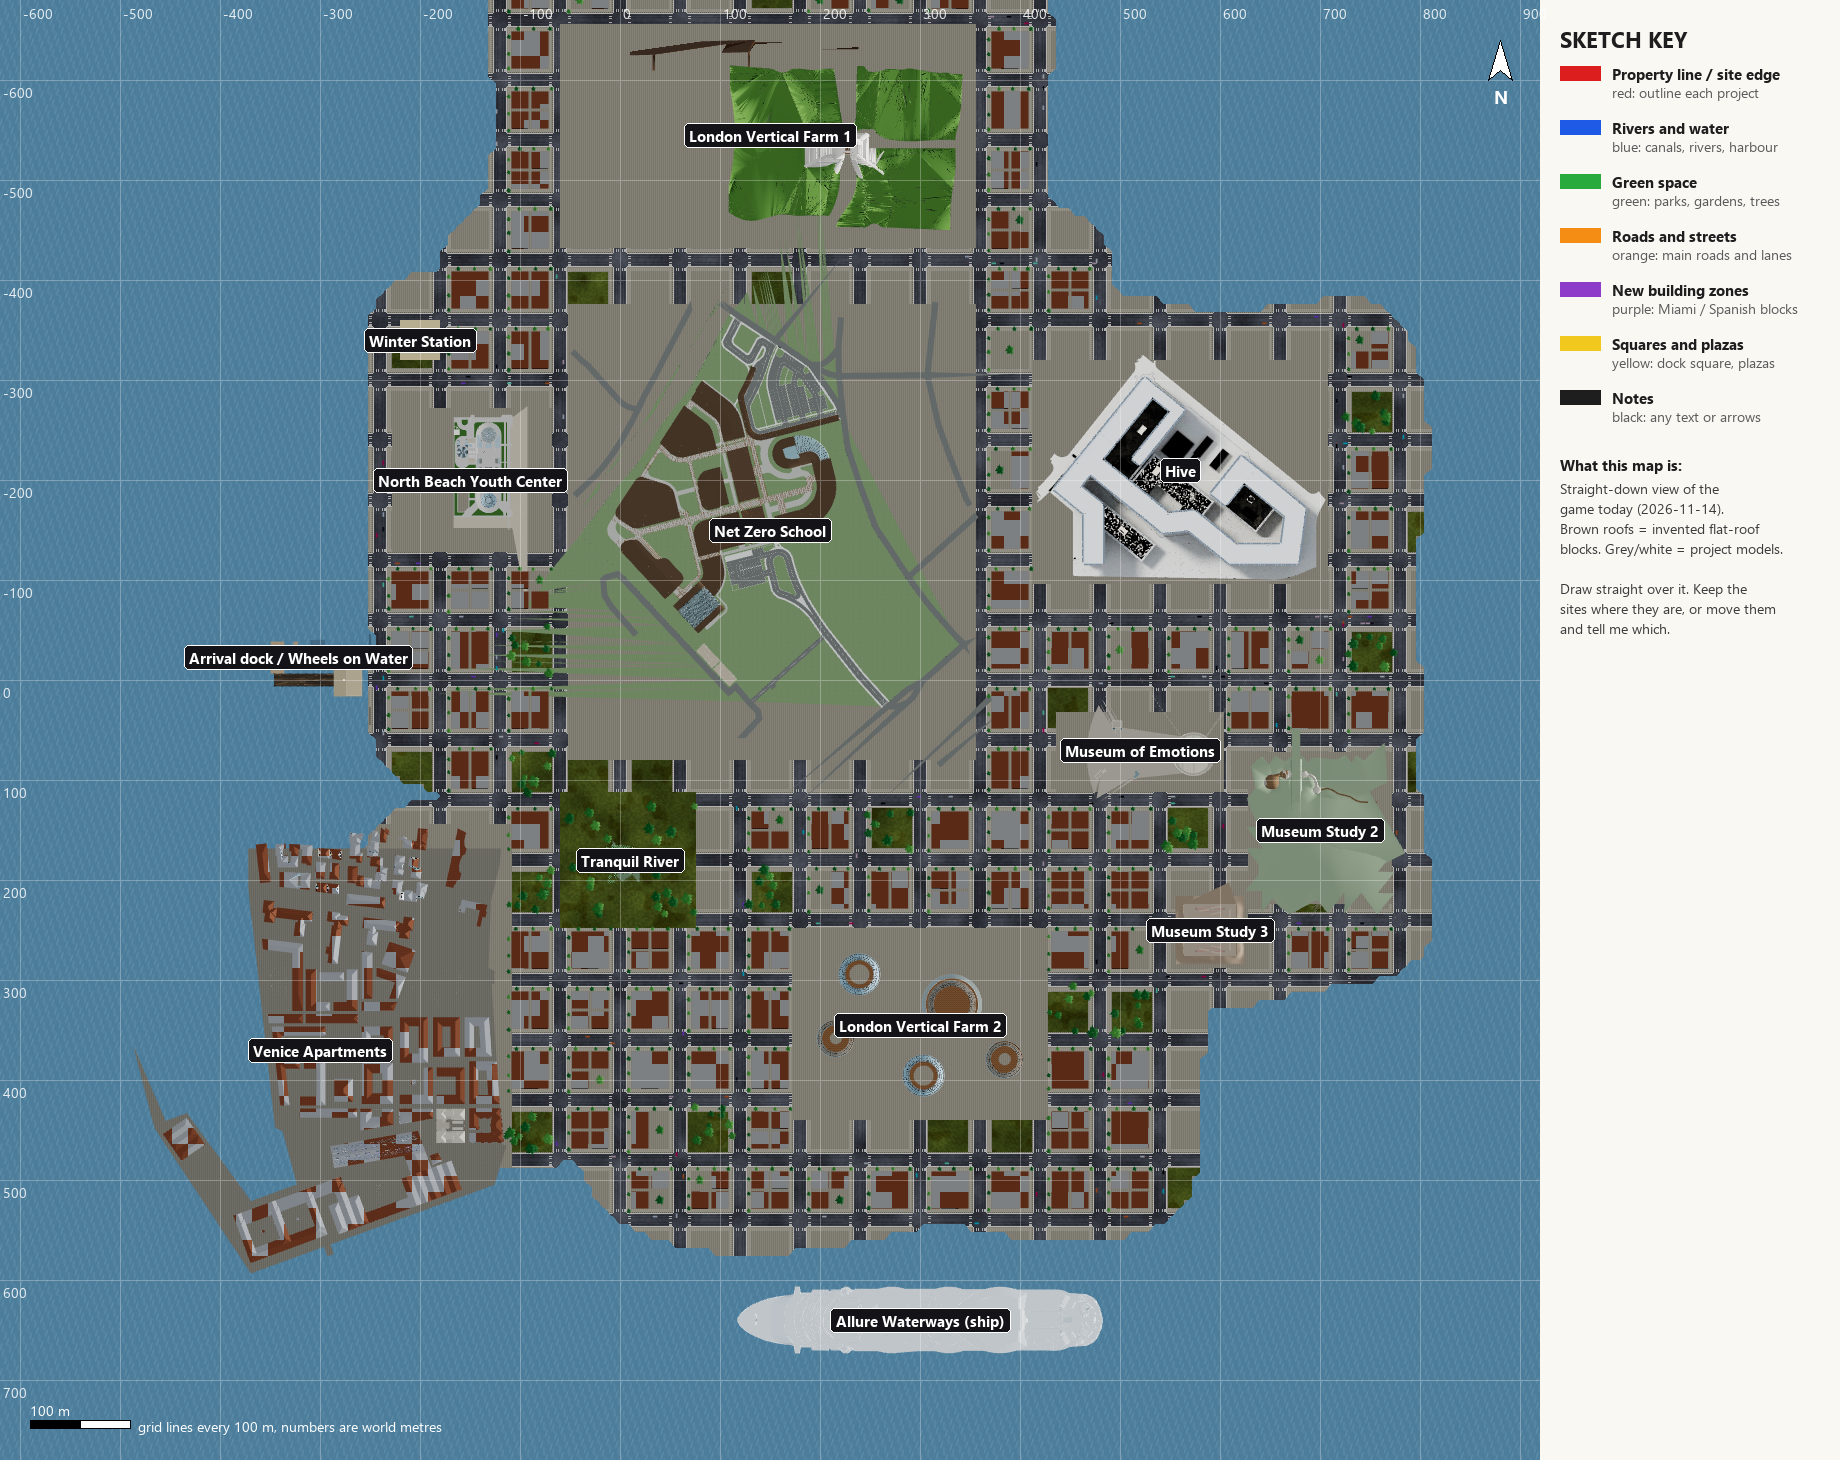 -600
-500
-400
-300
-200
-100
0
100
200
300
400
500
600
700
800
90
-600
-500
-400
-300
-200
-100
0
100
200
300
400
500
600
700
London Vertical Farm 1
Winter Station
North Beach Youth Center
Net Zero School
Hive
Arrival dock / Wheels on Water
Museum of Emotions
Museum Study 2
Tranquil River
Museum Study 3
London Vertical Farm 2
Venice Apartments
Allure Waterways (ship)
100 m
grid lines every 100 m, numbers are world metres
N
SKETCH KEY
Property line / site edge
red: outline each project
Rivers and water
blue: canals, rivers, harbour
Green space
green: parks, gardens, trees
Roads and streets
orange: main roads and lanes
New building zones
purple: Miami / Spanish blocks
Squares and plazas
yellow: dock square, plazas
Notes
black: any text or arrows
What this map is:
Straight-down view of the
game today (2026-11-14).
Brown roofs = invented flat-roof
blocks. Grey/white = project models.
Draw straight over it. Keep the
sites where they are, or move them
and tell me which.